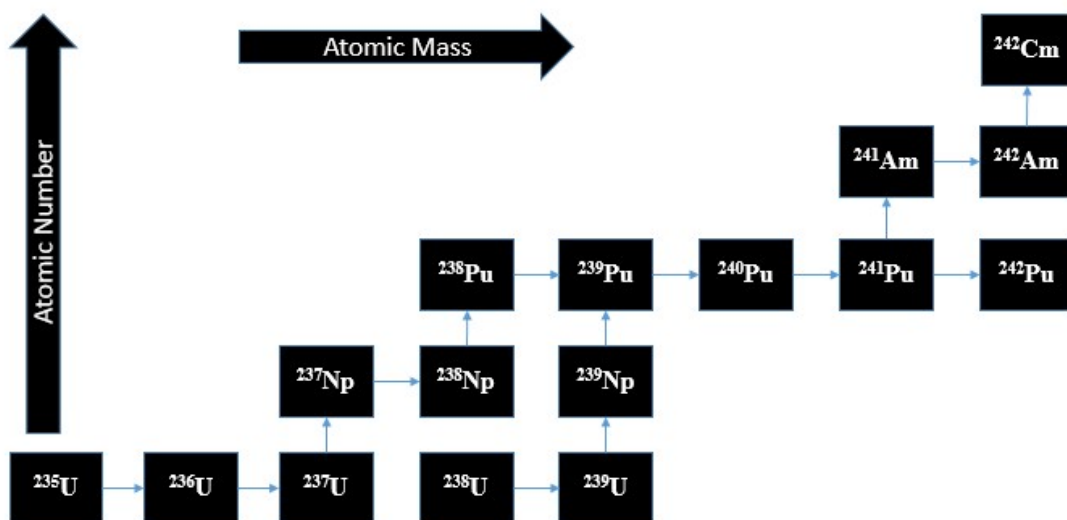 ²⁴²Cm
Atomic Mass
Atomic Number
²⁴¹Am
²⁴²Am
²³⁸Pu
²³⁹Pu
²⁴⁰Pu
²⁴¹Pu
²⁴²Pu
²³⁷Np
²³⁸Np
²³⁹Np
²³⁵U
²³⁶U
²³⁷U
²³⁸U
²³⁹U